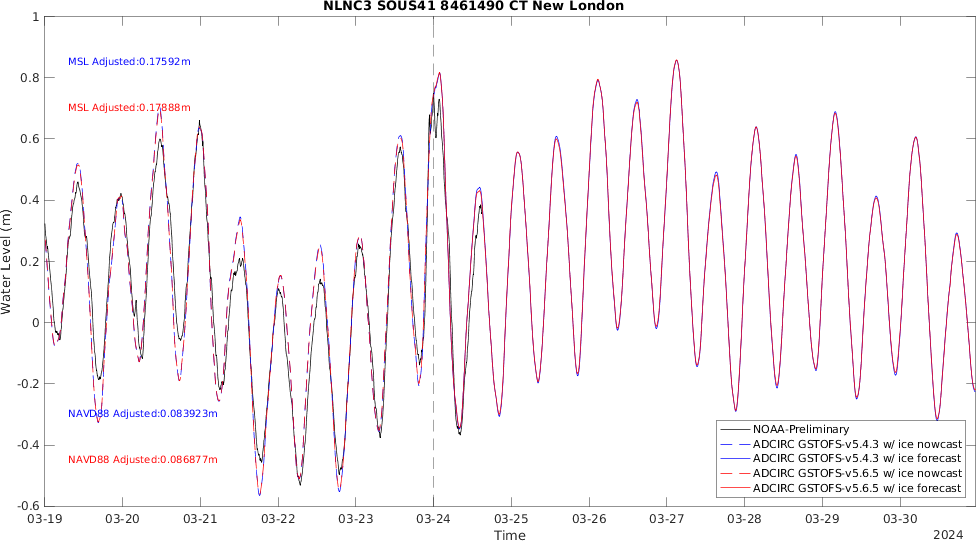 NLNC3 SOUS41 8461490 CT New London
1
0.8
0.6
0.4
0.2
0
-0.2
-0.4
-0.6
Water Level (m)
MSL Adjusted:0.17592m
MSL Adjusted:0.17888m
NAVD88 Adjusted:0.083923m
NAVD88 Adjusted:0.086877m
NOAA-Preliminary
ADCIRC GSTOFS-v5.4.3 w/ ice nowcast
ADCIRC GSTOFS-v5.4.3 w/ ice forecast
ADCIRC GSTOFS-v5.6.5 w/ ice nowcast
ADCIRC GSTOFS-v5.6.5 w/ ice forecast
03-19 03-20 03-21 03-22 03-23 03-24 03-25 03-26 03-27 03-28 03-29 03-30
Time
2024